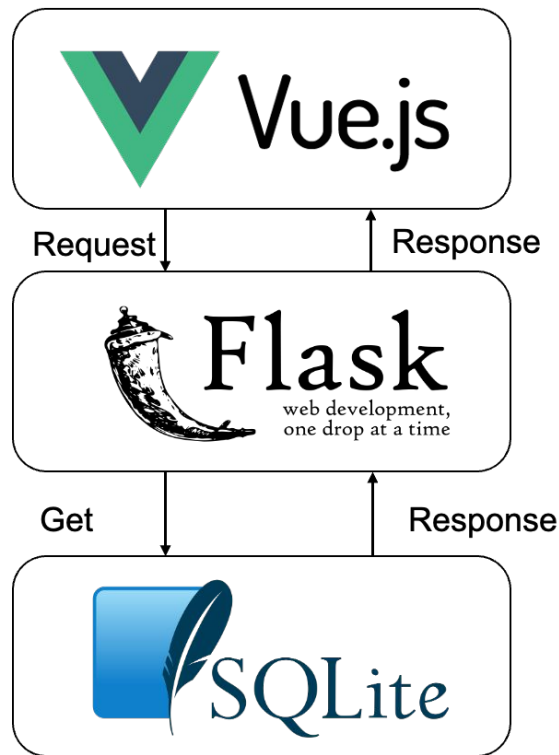 Vue.js
Request
Response
Flask
web development,
one drop at a time
Get
Response
SQLite